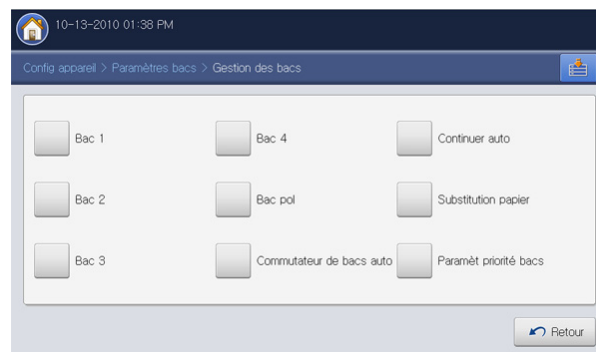 10-13-2010 01:38 PM
Config appareil > Paramètres bacs > Gestion des bacs
Bac 1
Bac 4
Continuer auto
Bac 2
Bac pol
Substitution papier
Bac 3
Commutateur de bacs auto
Paramèt priorité bacs
Retour